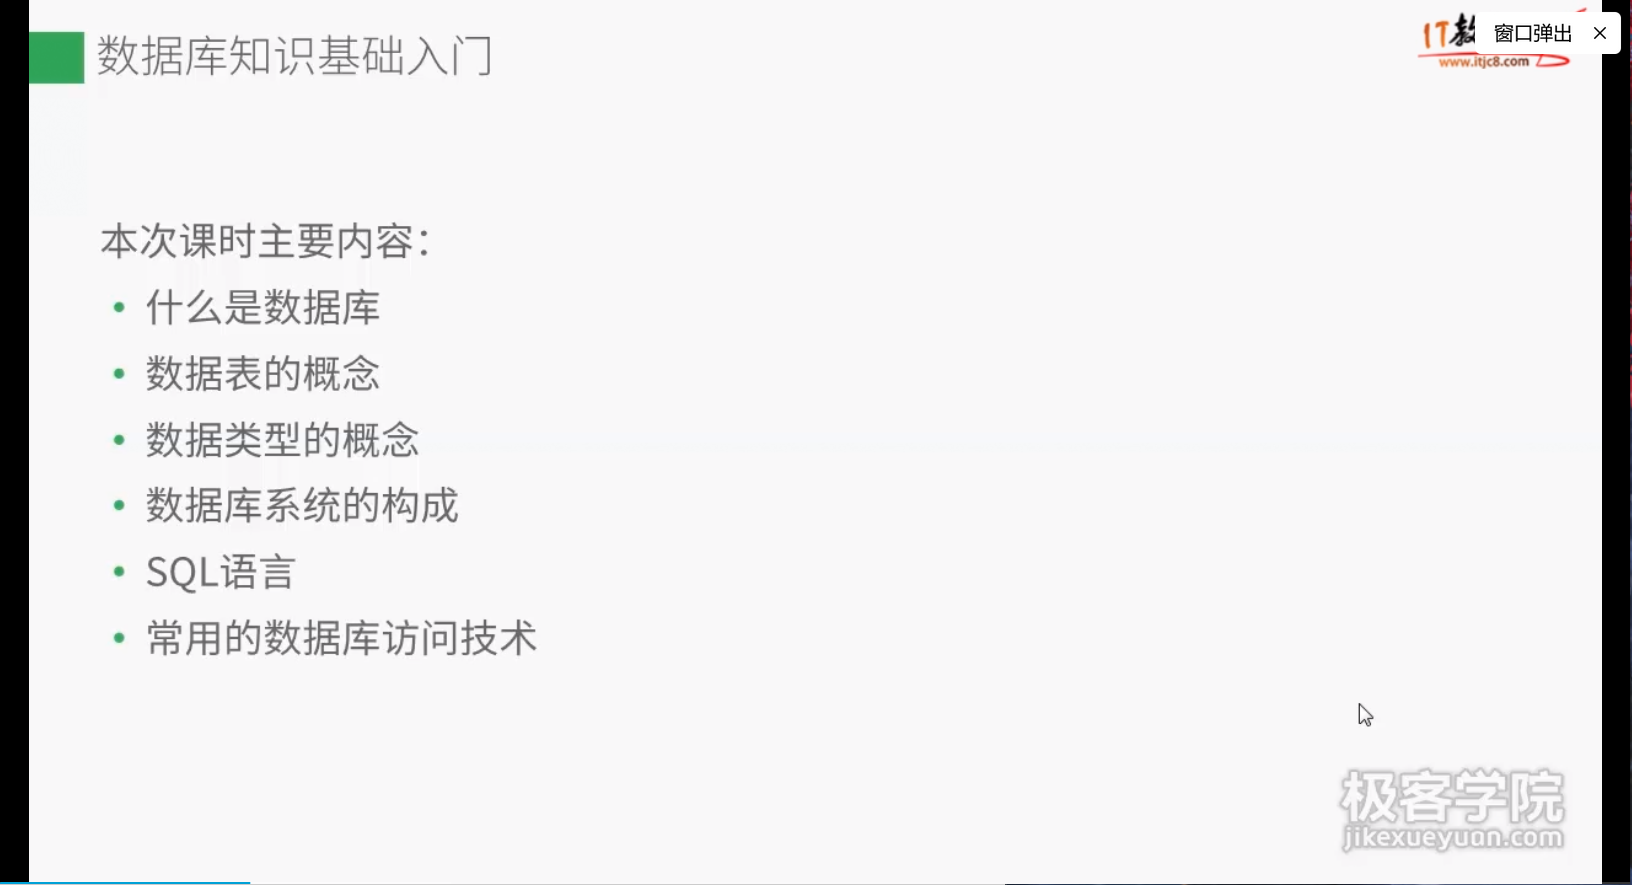 数据库知识基础入门
IT教
窗口弹出
www.itjc8.com
本次课时主要内容：
• 什么是数据库
• 数据表的概念
• 数据类型的概念
• 数据库系统的构成
• SQL语言
• 常用的数据库访问技术
极客学院
jikexueyuan.com